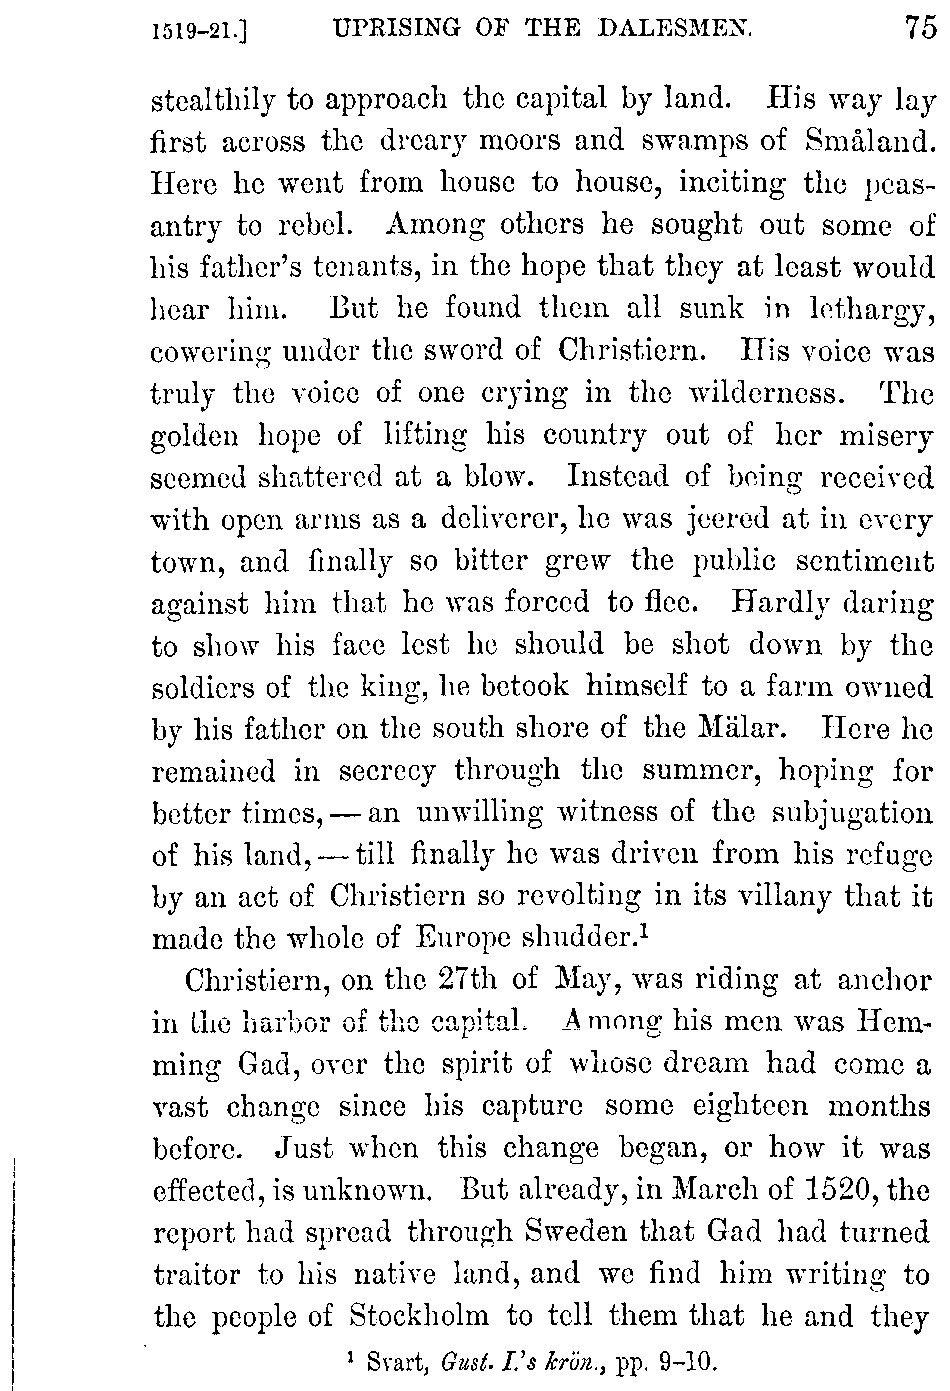 1519–21.] UPRISING OF THE DALESMEN. 75
stealthily to approach the capital by land. His way lay
first across the dreary moors and swamps of Småland.
Here he went from house to house, inciting the peas-
antry to rebel. Among others he sought out some of
his father's tenants, in the hope that they at least would
hear him. But he found them all sunk in lethargy,
cowering under the sword of Christiern. His voice was
truly the voice of one crying in the wilderness. The
golden hope of lifting his country out of her misery
seemed shattered at a blow. Instead of being received
with open arms as a deliverer, he was jeered at in every
town, and finally so bitter grew the public sentiment
against him that he was forced to flee. Hardly daring
to show his face lest he should be shot down by the
soldiers of the king, he betook himself to a farm owned
by his father on the south shore of the Mälar. Here he
remained in secrecy through the summer, hoping for
better times, — an unwilling witness of the subjugation
of his land, — till finally he was driven from his refuge
by an act of Christiern so revolting in its villany that it
made the whole of Europe shudder.¹
Christiern, on the 27th of May, was riding at anchor
in the harbor of the capital. Among his men was Hem-
ming Gad, over the spirit of whose dream had come a
vast change since his capture some eighteen months
before. Just when this change began, or how it was
effected, is unknown. But already, in March of 1520, the
report had spread through Sweden that Gad had turned
traitor to his native land, and we find him writing to
the people of Stockholm to tell them that he and they
¹ Svart, Gust. I.'s krön., pp. 9–10.